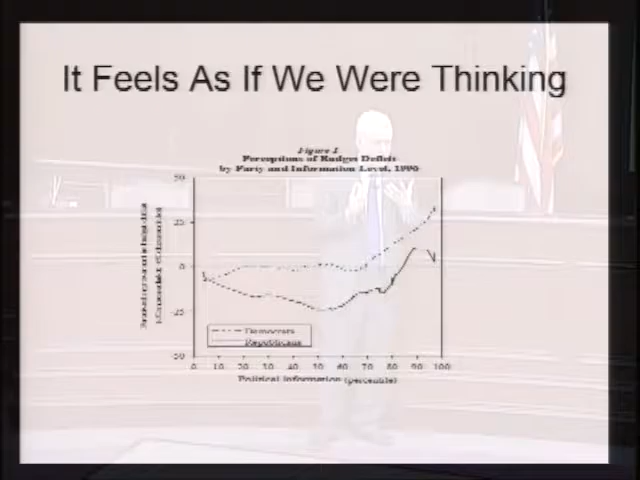 It Feels As If We Were Thinking
Figure 1
Perceptions of Budget Deficit
by Party and Information Level, 1996
50
25
0
-25
-50
Democrats
Republicans
0 10 20 30 40 50 60 70 80 90 100
Political information (percentile)